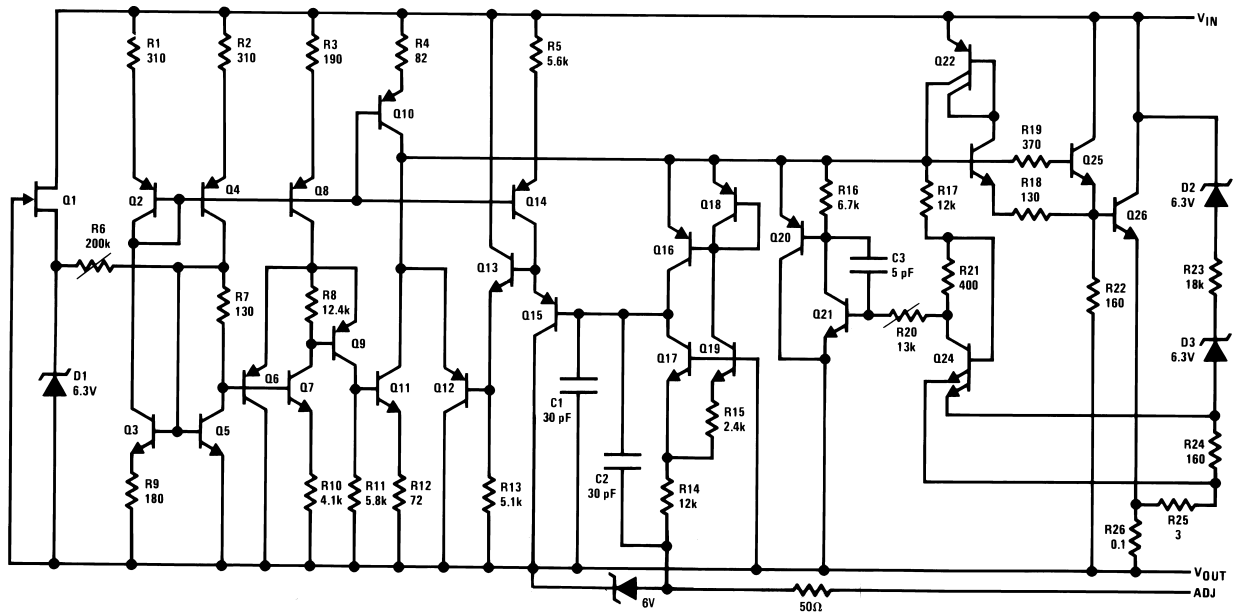 R1
310
R2
310
R3
190
R4
82
R5
5.6k
VIN
Q22
Q10
R19
370
Q25
Q1
Q2
Q4
Q8
Q14
Q18
R16
6.7k
R17
12k
R18
130
Q26
D2
6.3V
R6
200k
Q13
Q16
Q20
C3
5 pF
R21
400
R22
160
R23
18k
R7
130
R8
12.4k
Q15
Q21
R20
13k
D1
6.3V
Q6
Q7
Q9
Q11
Q12
Q17
Q19
Q24
D3
6.3V
C1
30 pF
R15
2.4k
Q3
Q5
R24
160
R9
180
R10
4.1k
R11
5.8k
R12
72
R13
5.1k
C2
30 pF
R14
12k
R26
0.1
R25
3
VOUT
6V
50Ω
ADJ